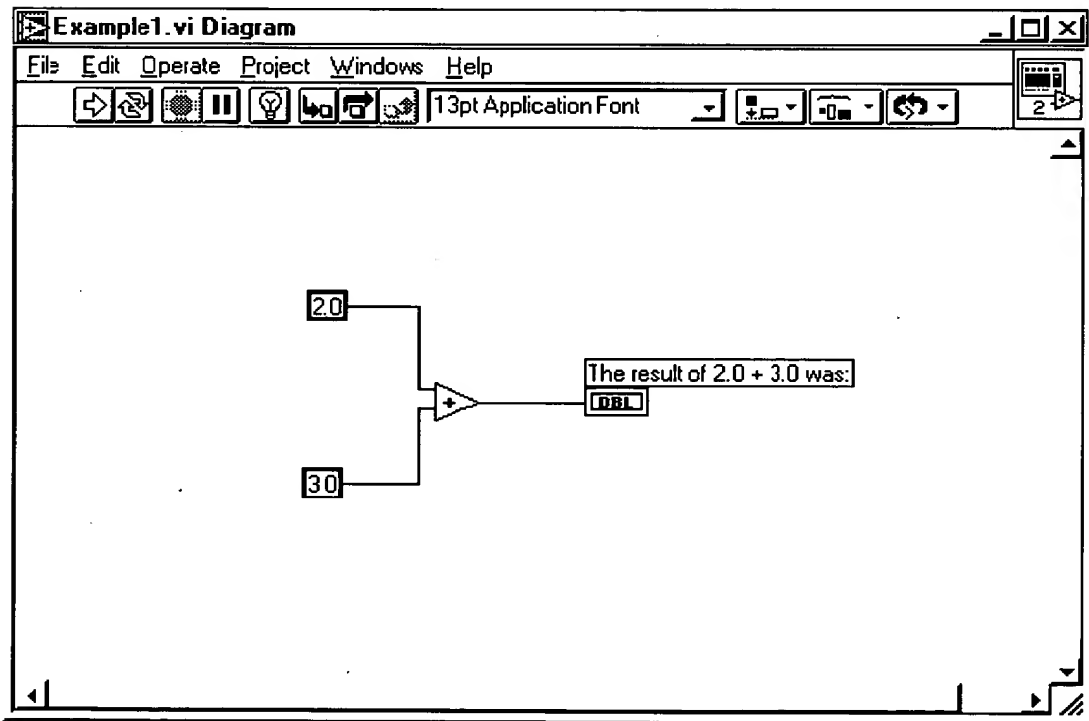 Example1.vi Diagram
File Edit Operate Project Windows Help
13pt Application Font
2
2.0
The result of 2.0 + 3.0 was:
+
DBL
3.0